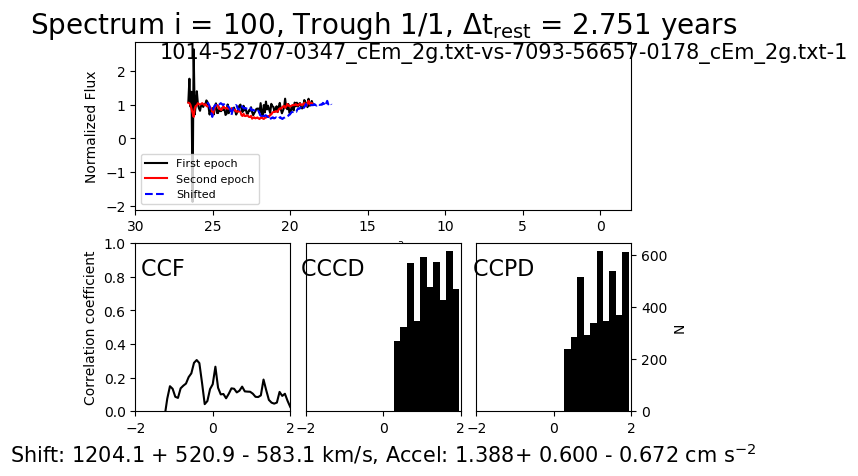 Spectrum i = 100, Trough 1/1, Δt_rest = 2.751 years
1014-52707-0347_cEm_2g.txt-vs-7093-56657-0178_cEm_2g.txt-1
Normalized Flux
2
1
0
−1
−2
First epoch
Second epoch
Shifted
30 25 20 15 10 5 0
Correlation coefficient
1.0
0.8
0.6
0.4
0.2
0.0
CCF
CCCD
CCPD
600
400
200
0
N
−2 0 2
−2 0 2
−2 0 2
Shift: 1204.1 + 520.9 - 583.1 km/s, Accel: 1.388+ 0.600 - 0.672 cm s⁻²